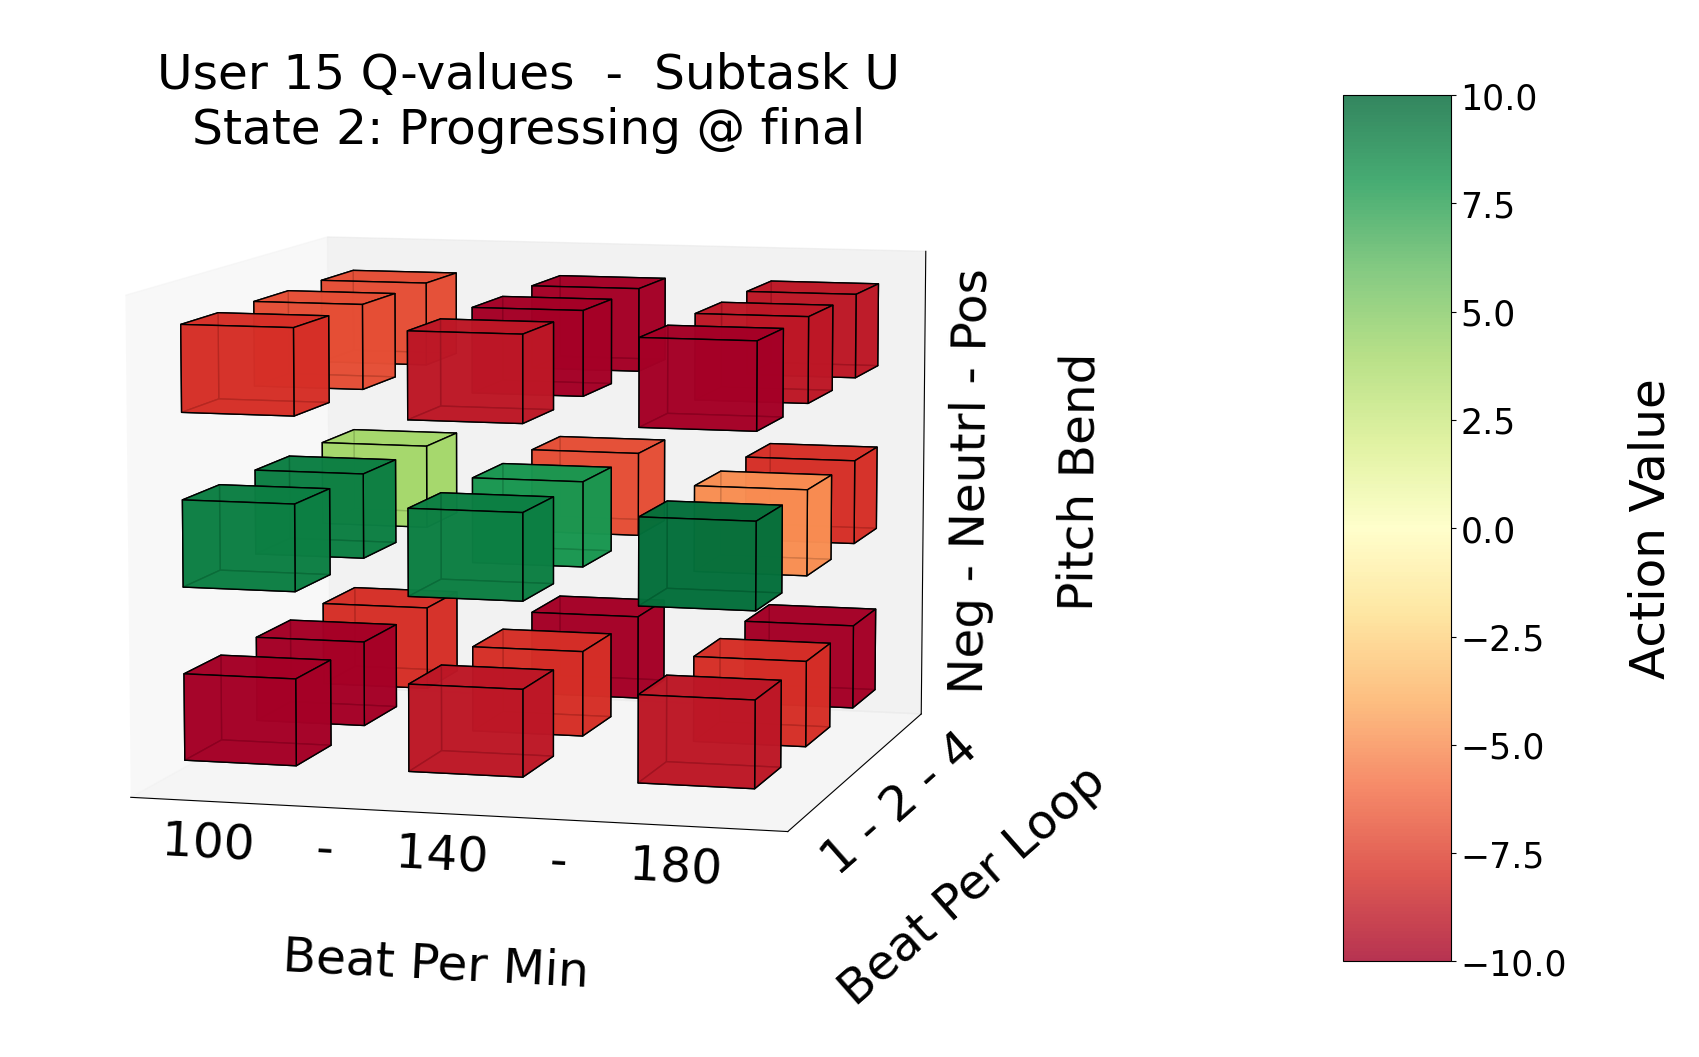 User 15 Q-values - Subtask U
State 2: Progressing @ final
Neg - Neutrl - Pos
Pitch Bend
1 - 2 - 4
Beat Per Loop
100 - 140 - 180
Beat Per Min
10.0
7.5
5.0
2.5
0.0
−2.5
−5.0
−7.5
−10.0
Action Value